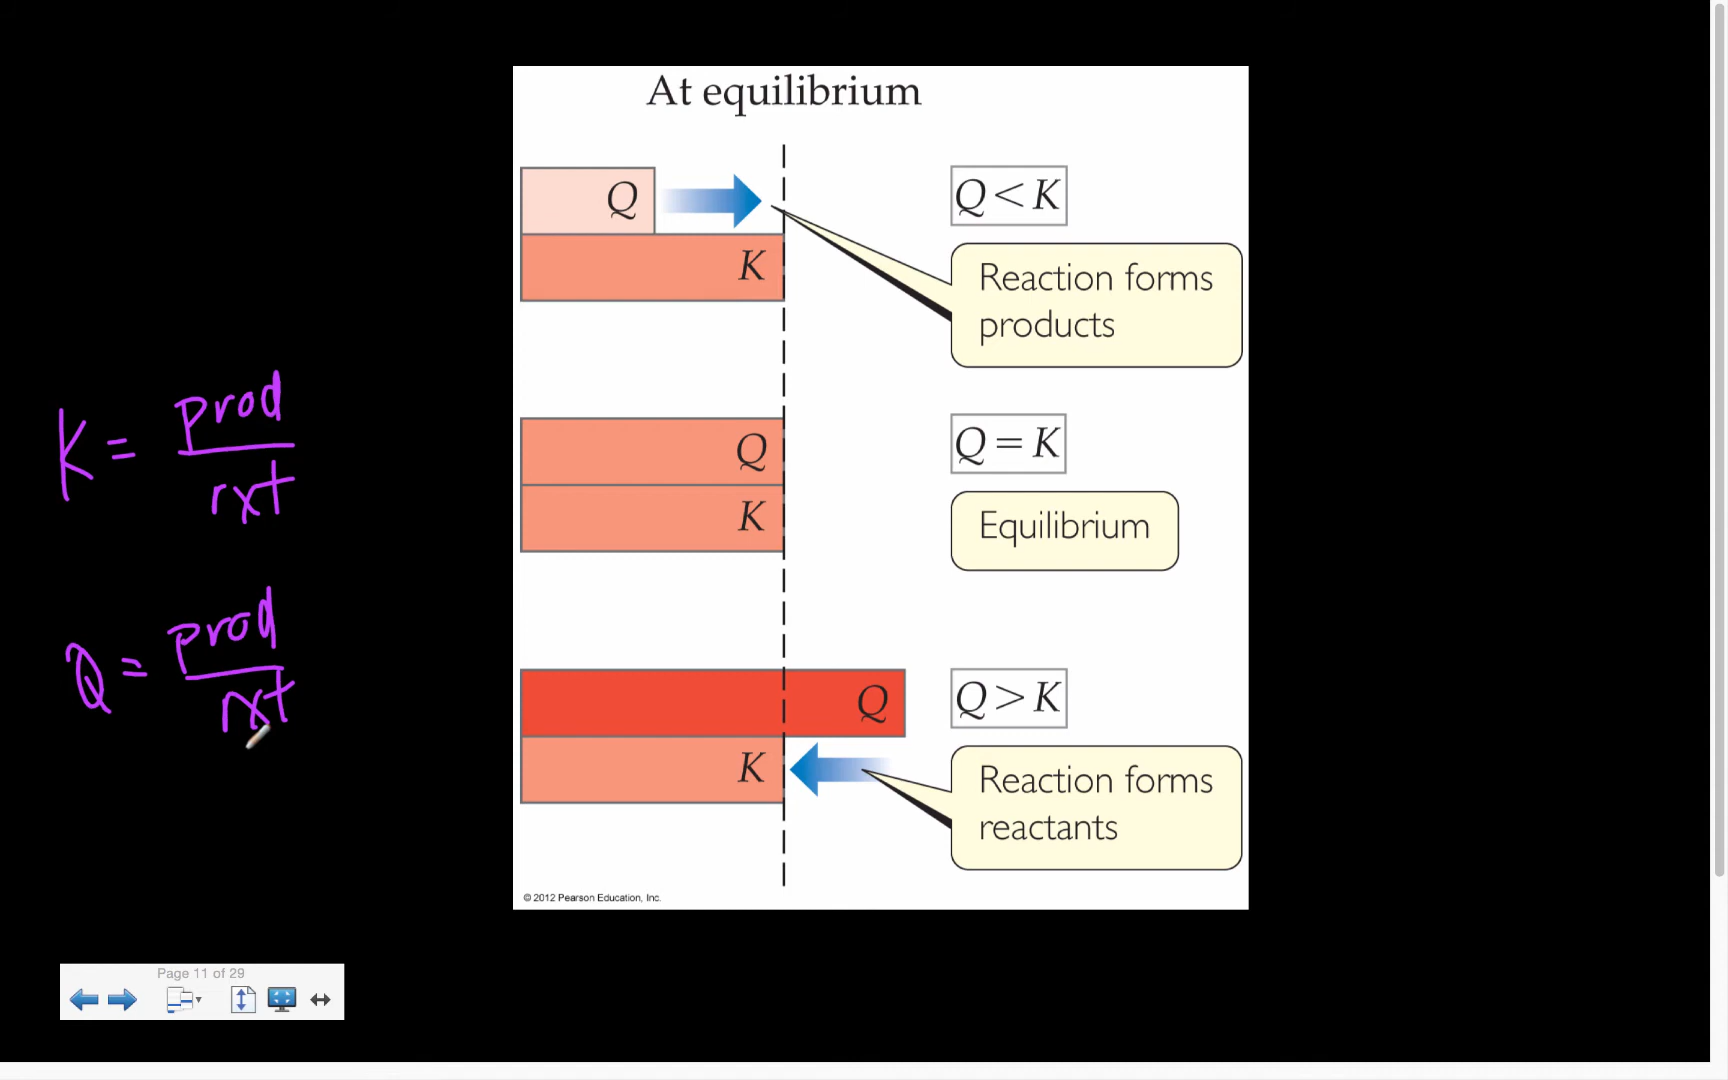 At equilibrium
Q
K
Q < K
Reaction forms
products
Q
K
Q = K
Equilibrium
Q
K
Q > K
Reaction forms
reactants
© 2012 Pearson Education, Inc.
K = prod
rxt
Q = prod
rxt
Page 11 of 29